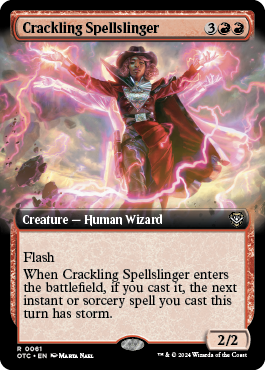 Crackling Spellslinger 3
Creature — Human Wizard
Flash
When Crackling Spellslinger enters
the battlefield, if you cast it, the next
instant or sorcery spell you cast this
turn has storm.
2/2
R 0061
OTC • EN Marta Nael
™ & © 2024 Wizards of the Coast